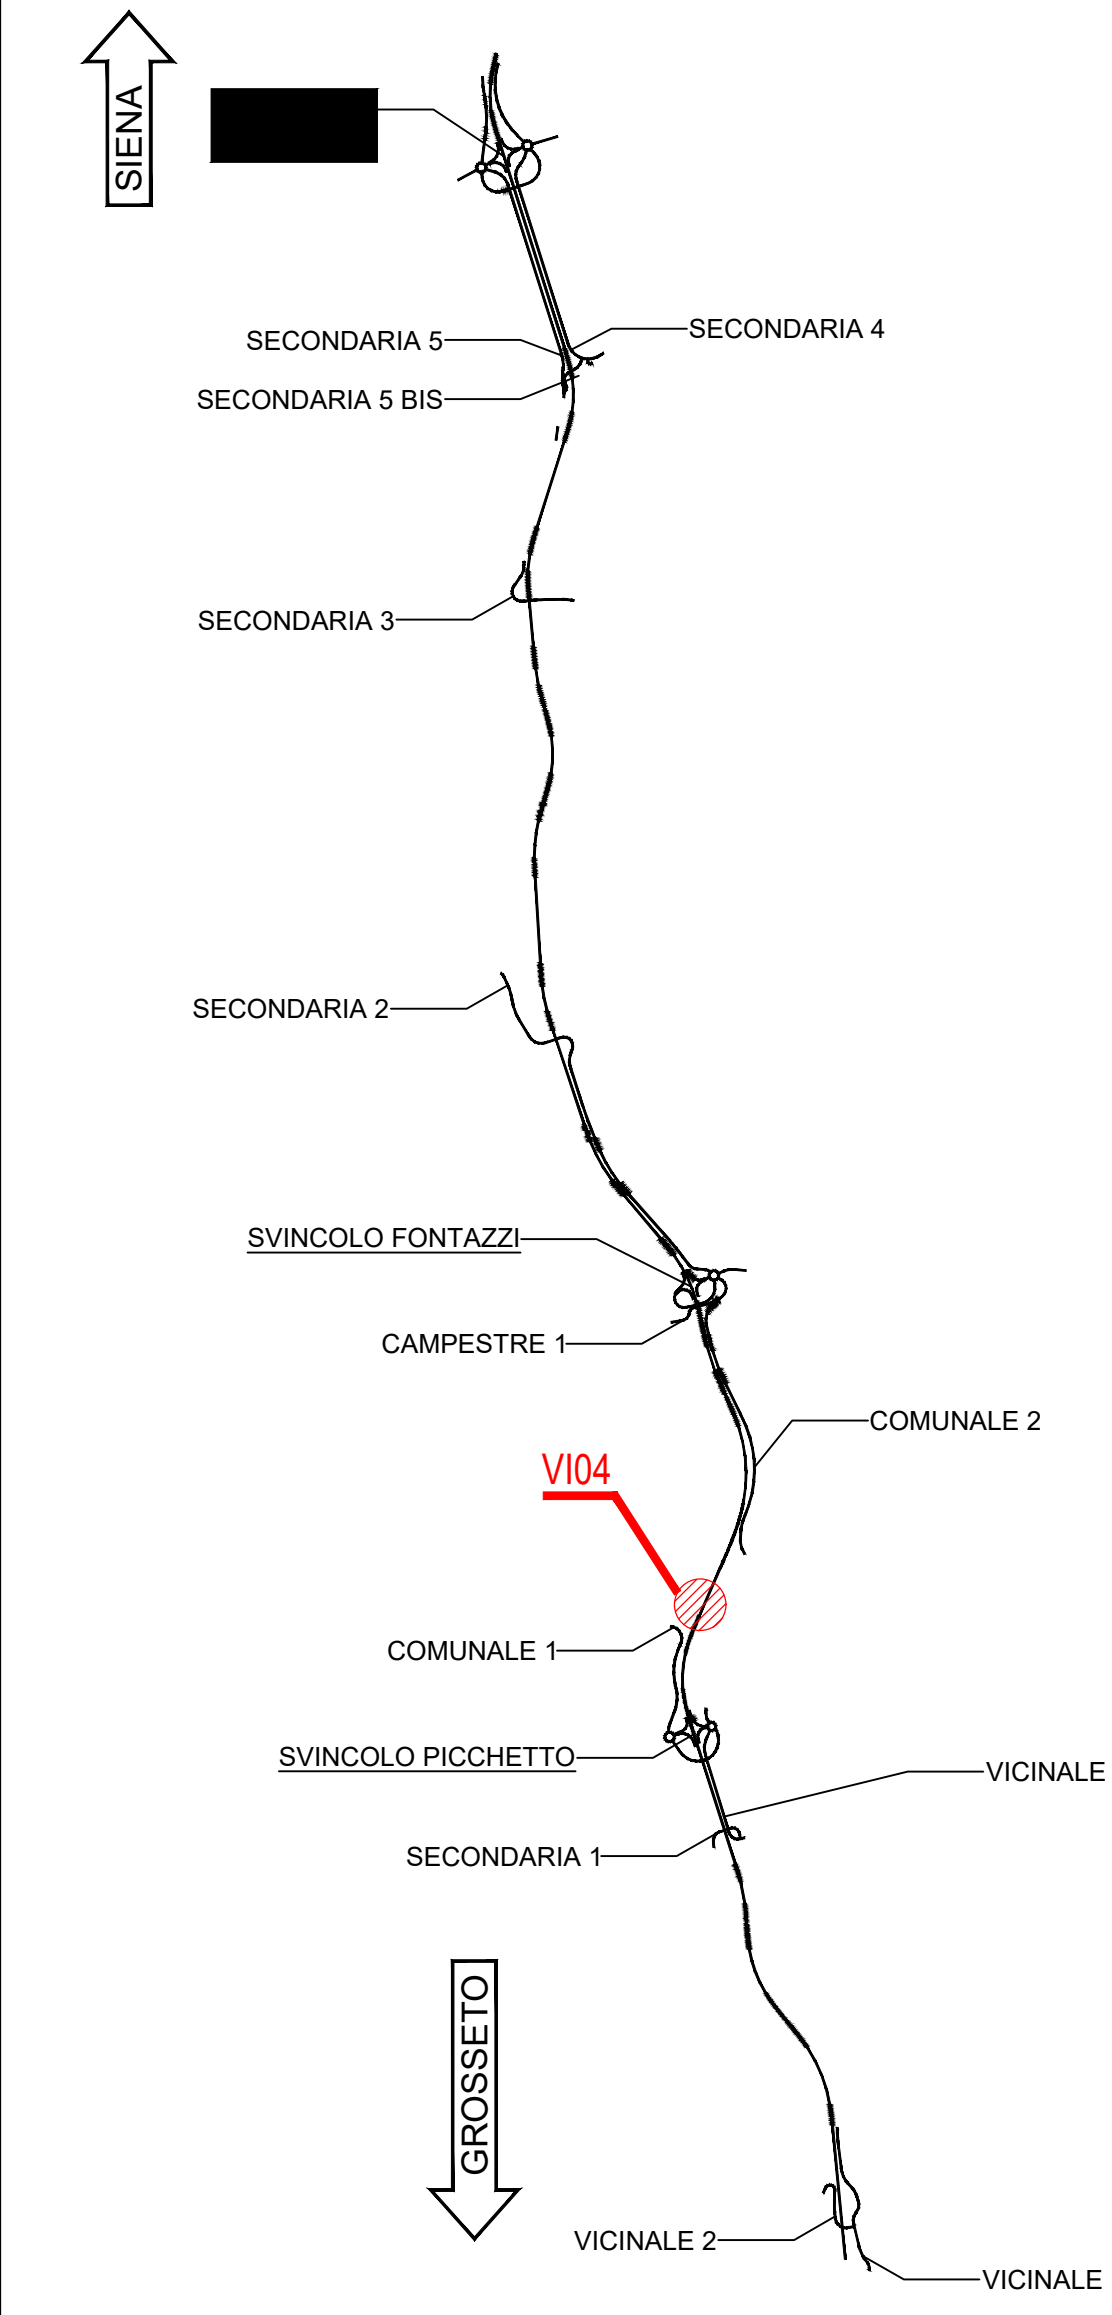 SIENA
SECONDARIA 4
SECONDARIA 5
SECONDARIA 5 BIS
SECONDARIA 3
SECONDARIA 2
SVINCOLO FONTAZZI
CAMPESTRE 1
COMUNALE 2
VI04
COMUNALE 1
SVINCOLO PICCHETTO
VICINALE
SECONDARIA 1
GROSSETO
VICINALE 2
VICINALE